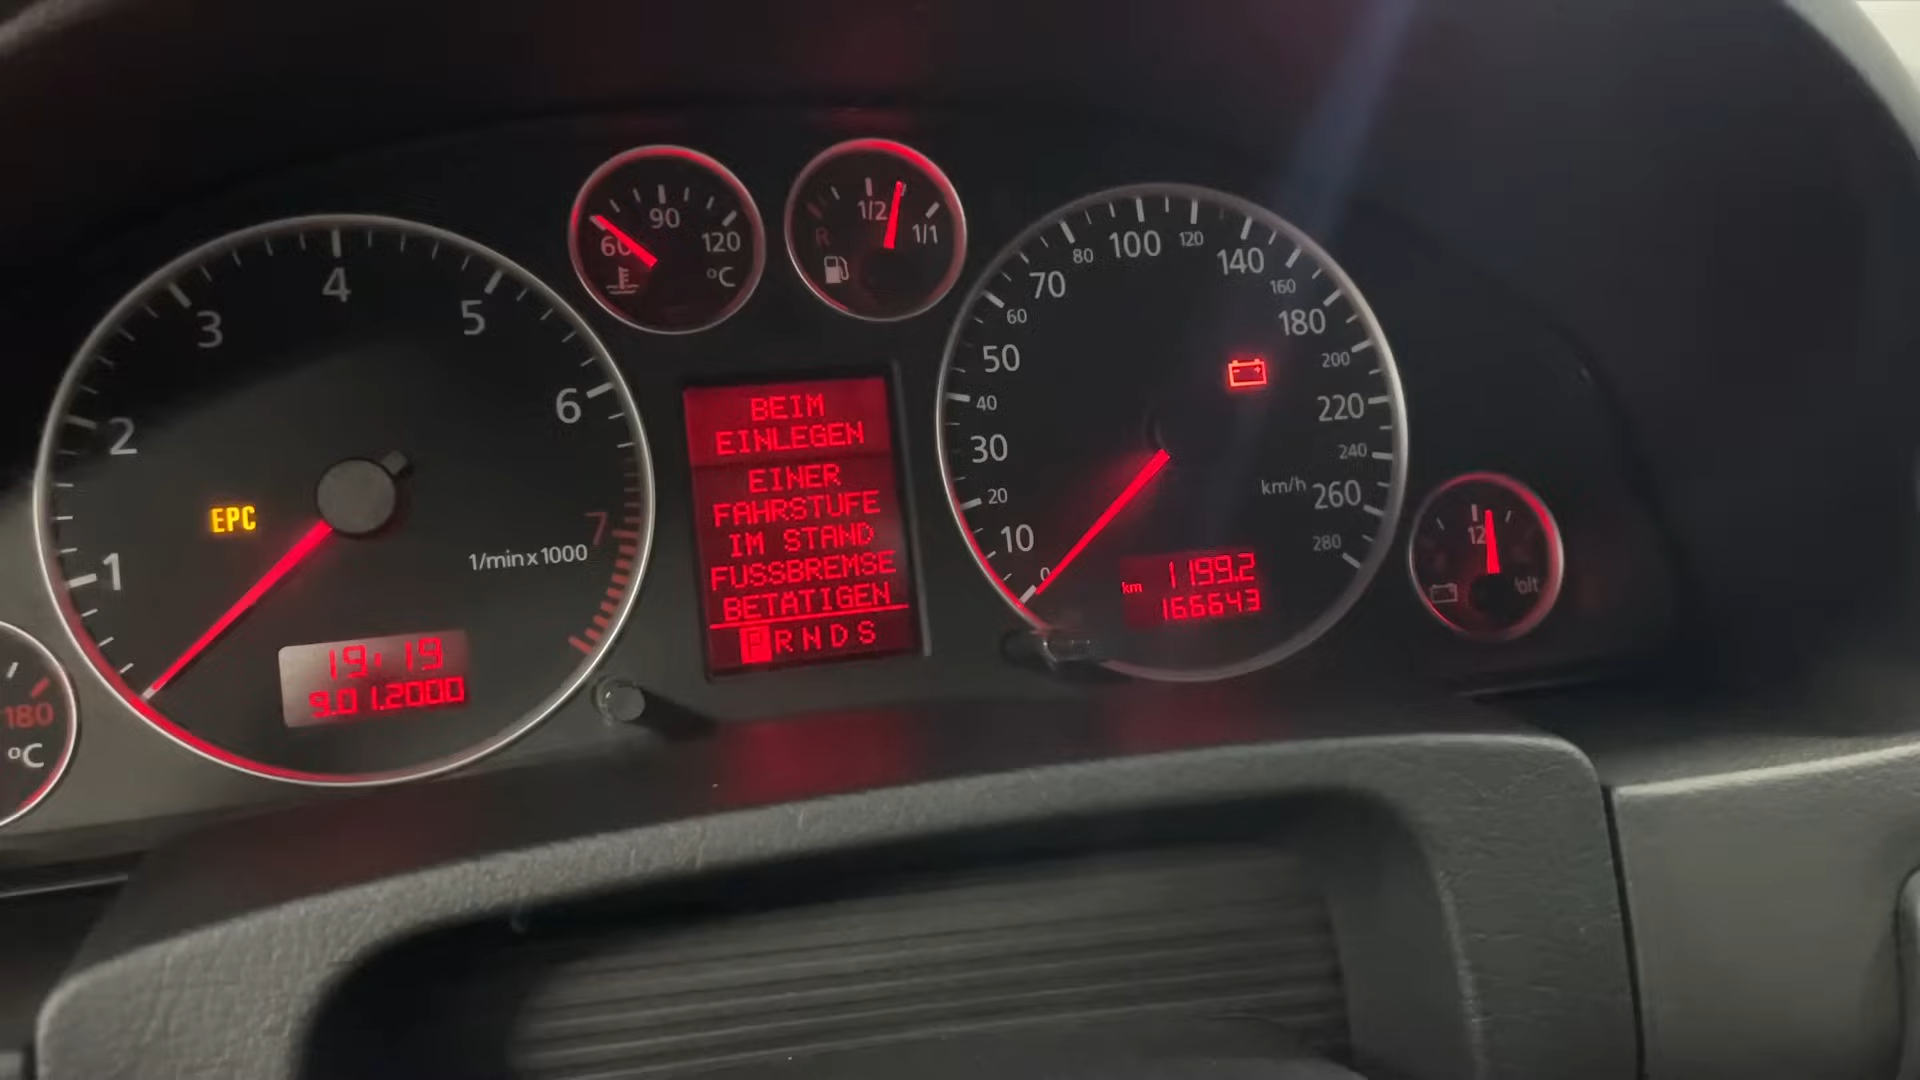 1
2
3
4
5
6
7
1/min x 1000
EPC
19:19
9.01.2000
180
°C
60
90
120
°C
R
1/2
1/1
BEIM
EINLEGEN
EINER
FAHRSTUFE
IM STAND
FUSSBREMSE
BETÄTIGEN
P R N D S
0
10
20
30
40
50
60
70
80
100
120
140
160
180
200
220
240
260
280
km/h
km
1199.2
166643
12